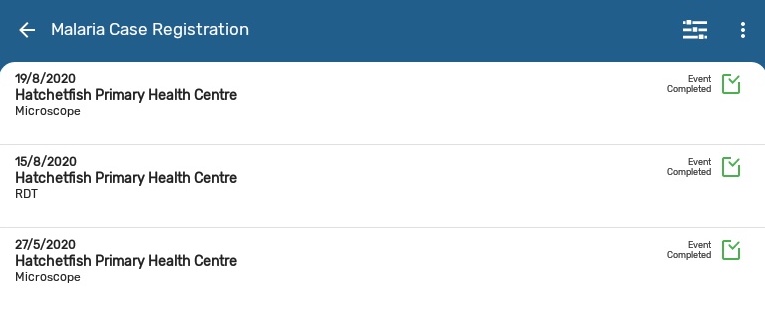 Malaria Case Registration
19/8/2020
Hatchetfish Primary Health Centre
Microscope
Event
Completed
15/8/2020
Hatchetfish Primary Health Centre
RDT
Event
Completed
27/5/2020
Hatchetfish Primary Health Centre
Microscope
Event
Completed